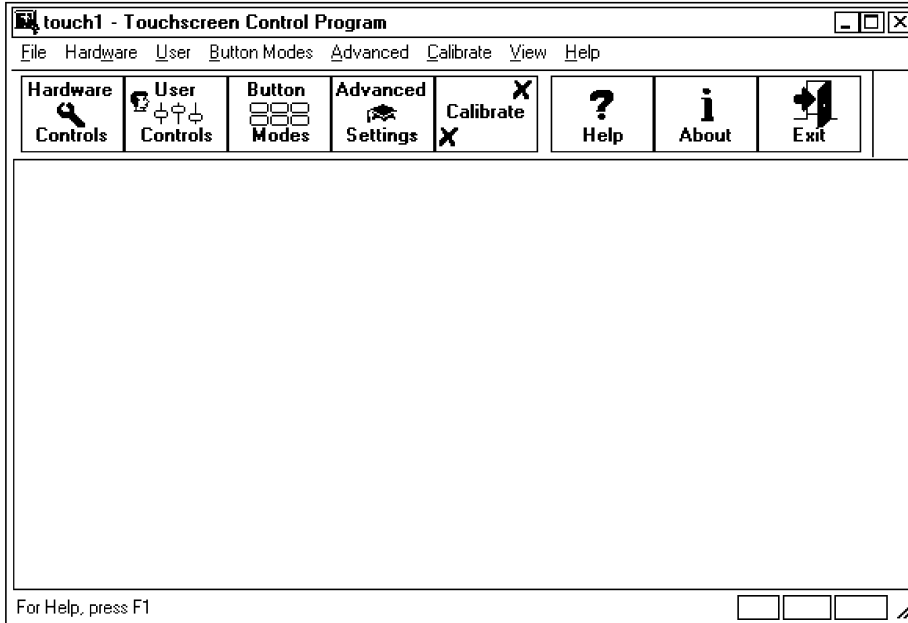 touch1 - Touchscreen Control Program
File Hardware User Button Modes Advanced Calibrate View Help
Hardware Controls
User Controls
Button Modes
Advanced Settings
Calibrate
Help
About
Exit
For Help, press F1